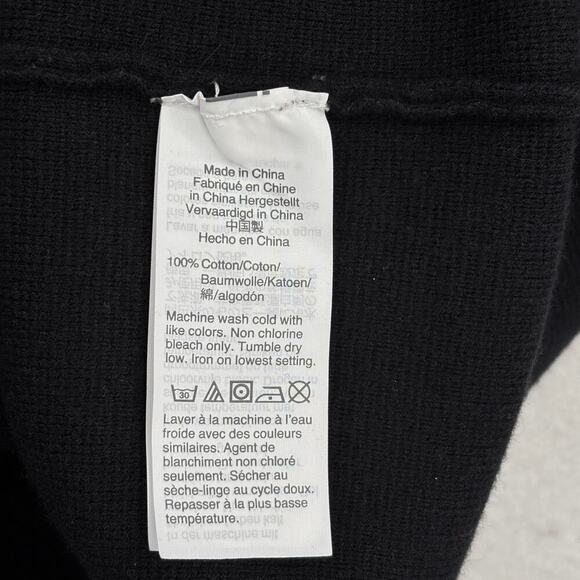 Made in China
Fabriqué en Chine
in China Hergestellt
Vervaardigd in China
中国製
Hecho en China
100% Cotton/Coton/
Baumwolle/Katoen/
綿/algodón
Machine wash cold with
like colors. Non chlorine
bleach only. Tumble dry
low. Iron on lowest setting.
30
Laver à la machine à l'eau
froide avec des couleurs
similaires. Agent de
blanchiment non chloré
seulement. Sécher au
sèche-linge au cycle doux.
Repasser à la plus basse
température.